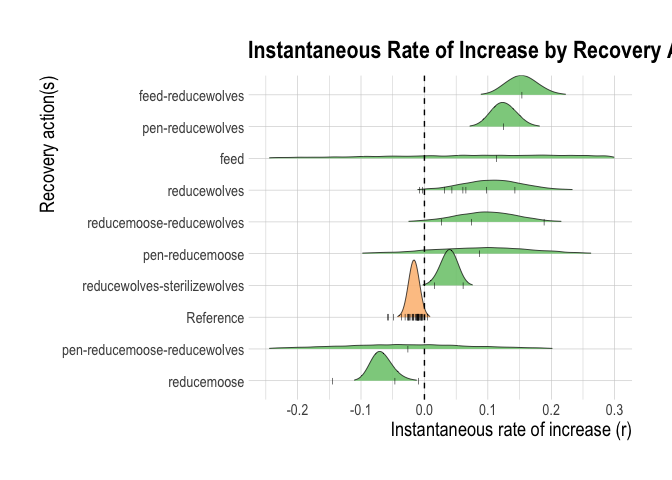 Instantaneous Rate of Increase by Recovery
Recovery action(s)
feed-reducewolves
pen-reducewolves
feed
reducewolves
reducemoose-reducewolves
pen-reducemoose
reducewolves-sterilizewolves
Reference
pen-reducemoose-reducewolves
reducemoose
-0.2 -0.1 0.0 0.1 0.2 0.3
Instantaneous rate of increase (r)